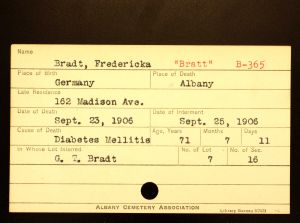 Name
Bradt, Fredericka "Bratt" B-365
Place of Birth Place of Death
Germany Albany
Late Residence
162 Madison Ave.
Date of Death Date of Interment
Sept. 23, 1906 Sept. 25, 1906
Cause of Death Age, Years Months Days
Diabetes Mellitis 71 7 11
In Whose Lot Interred No. of Lot No. of Sec.
G. T. Bradt 7 16
ALBANY CEMETERY ASSOCIATION
Library Bureau